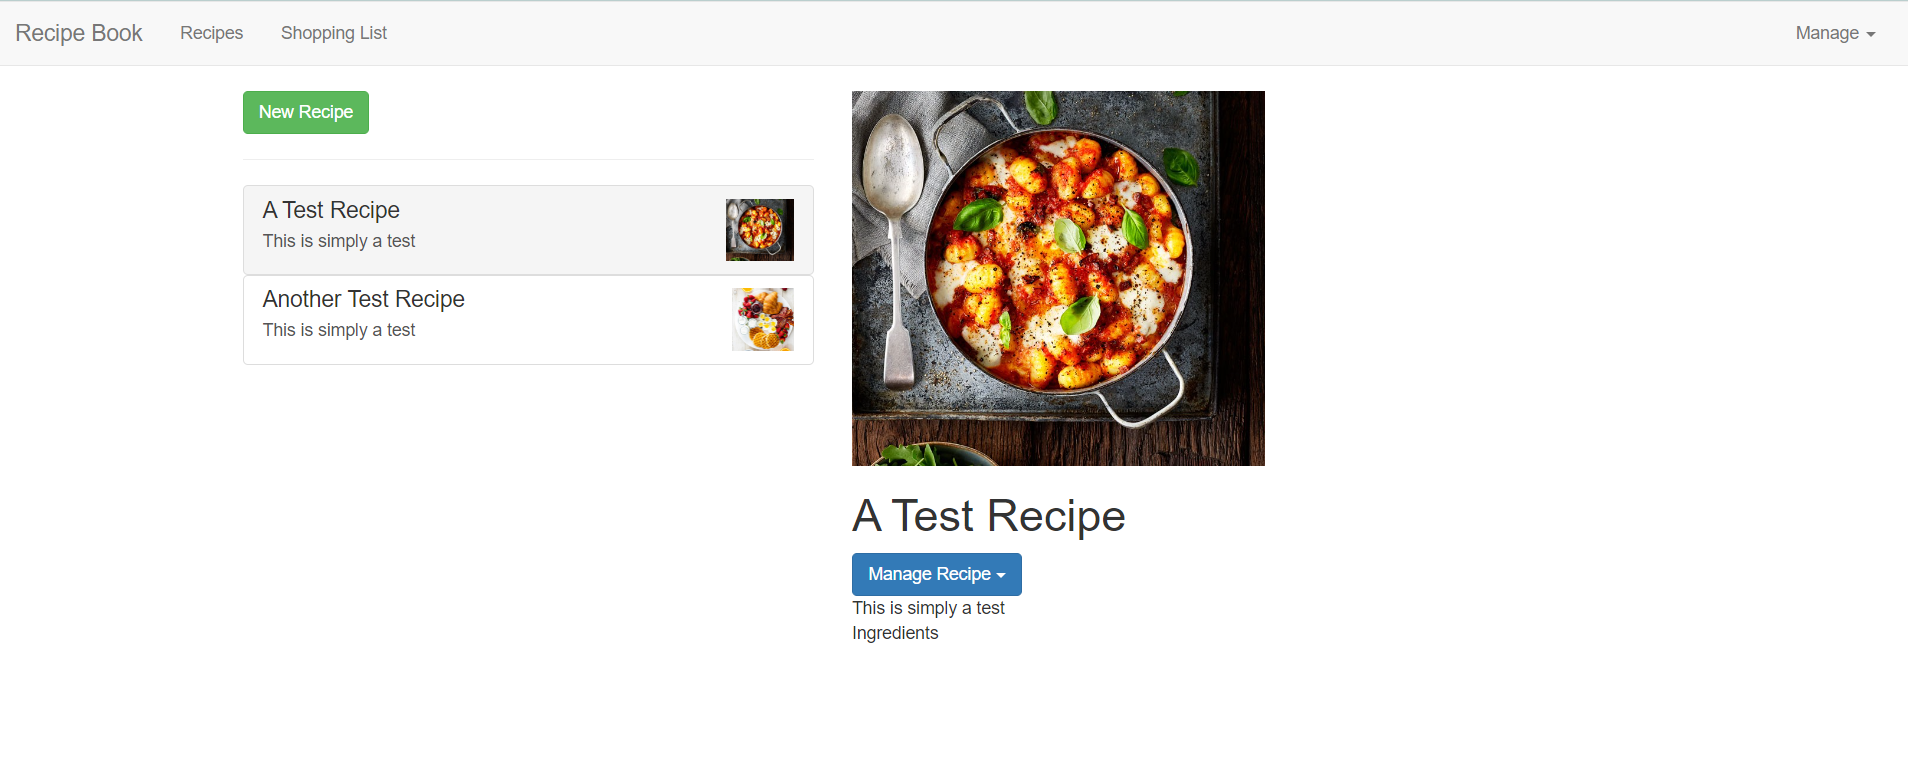 Recipe Book
Recipes
Shopping List
Manage
New Recipe
A Test Recipe
This is simply a test
Another Test Recipe
This is simply a test
A Test Recipe
Manage Recipe
This is simply a test
Ingredients